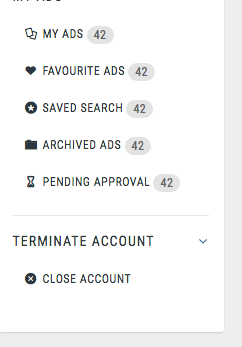 MY ADS 42
FAVOURITE ADS 42
SAVED SEARCH 42
ARCHIVED ADS 42
PENDING APPROVAL 42
TERMINATE ACCOUNT
CLOSE ACCOUNT